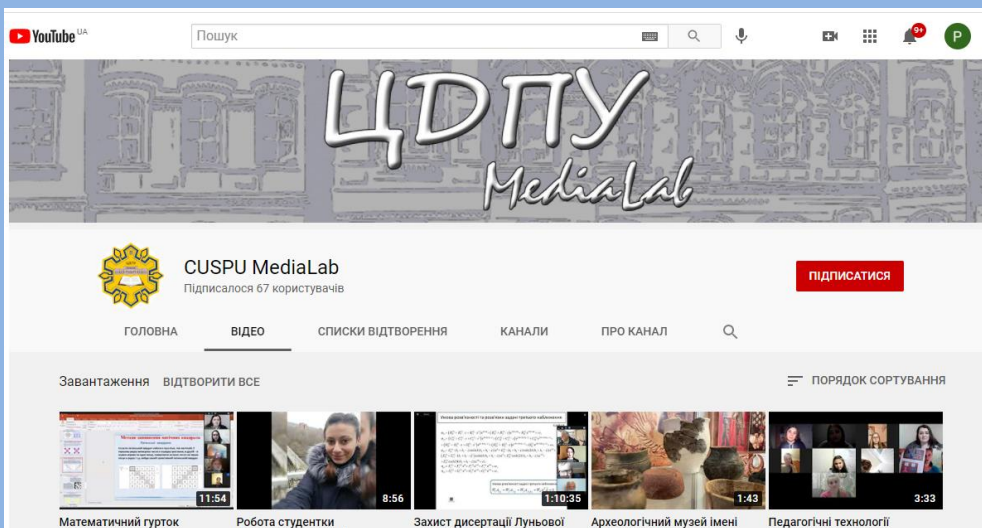 YouTube UA
Пошук
9+
P
ЦДПУ
MediaLab
CUSPU MediaLab
Підписалося 67 користувачів
ПІДПИСАТИСЯ
ГОЛОВНА ВІДЕО СПИСКИ ВІДТВОРЕННЯ КАНАЛИ ПРО КАНАЛ
Завантаження ВІДТВОРИТИ ВСЕ ПОРЯДОК СОРТУВАННЯ
11:54 8:56 1:10:35 1:43 3:33
Математичний гурток Робота студентки Захист дисертації Луньової Археологічний музей імені Педагогічні технології